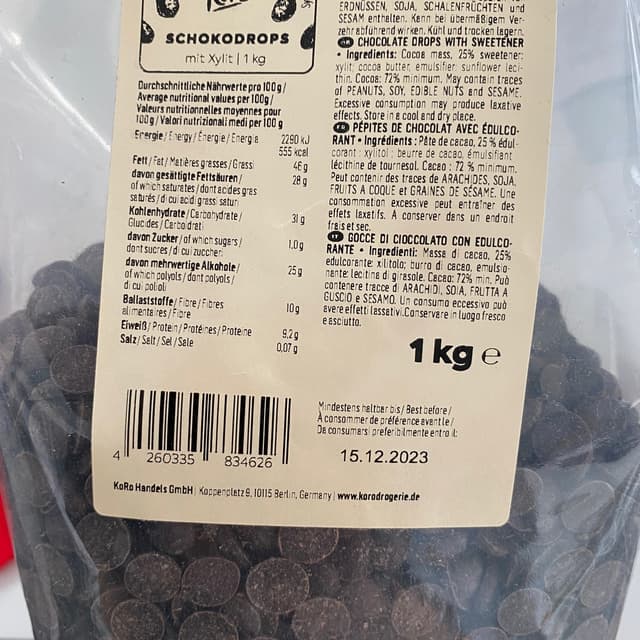 SCHOKODROPS
mit Xylit | 1 kg
Durchschnittliche Nährwerte pro 100g/
Average nutritional values per 100g/
Valeurs nutritionnelles moyennes pour
100g/Valori nutrizionali medi per 100g
Energie/Energy/Énergie/Energia 2290 kJ
555 kcal
Fett/Fat/Matières grasses/Grassi 46 g
davon gesättigte Fettsäuren/ 28 g
of which saturates/dont acides gras
saturés/di cui acidi grassi saturi
Kohlenhydrate/Carbohydrate/ 31 g
Glucides/Carboidrati
davon Zucker/of which sugars/ 1,0 g
dont sucres/di cui zuccheri
davon mehrwertige Alkohole/ 25 g
of which polyols/dont polyols/
di cui polioli
Ballaststoffe/Fibre/Fibres 10 g
alimentaires/Fibre
Eiweiß/Protein/Protéines/Proteine 9,2 g
Salz/Salt/Sel/Sale 0,07 g
4 260335 834626
KoRo Handels GmbH | Koppenplatz 9, 10115 Berlin, Germany | www.korodrogerie.de
ERDNÜSSEN, SOJA, SCHALENFRÜCHTEN und
SESAM enthalten. Kann bei übermäßigem Ver-
zehr abführend wirken. Kühl und trocken lagern.
CHOCOLATE DROPS WITH SWEETENER
• Ingredients: Cocoa mass, 25% sweetener:
xylit; cocoa butter, emulsifier: sunflower leci-
thin. Cocoa: 72% minimum. May contain traces
of PEANUTS, SOY, EDIBLE NUTS and SESAME.
Excessive consumption may produce laxative
effects. Store in a cool and dry place.
PÉPITES DE CHOCOLAT AVEC ÉDULCO-
RANT • Ingrédients: Pâte de cacao, 25 % édul-
corant: xylitol; beurre de cacao, émulsifiant:
lécithine de tournesol. Cacao: 72 % minimum.
Peut contenir des traces de ARACHIDES, SOJA,
FRUITS A COQUE et GRAINES DE SÉSAME. Une
consommation excessive peut entraîner des
effets laxatifs. A conserver dans un endroit
frais et sec.
GOCCE DI CIOCCOLATO CON EDULCO-
RANTE • Ingredienti: Massa di cacao, 25%
edulcorante: xilitolo; burro di cacao, emulsio-
nante: lecitina di girasole. Cacao: 72% min. Può
contenere tracce di ARACHIDI, SOIA, FRUTTA A
GUSCIO e SESAMO. Un consumo eccessivo può
avere effetti lassativi. Conservare in luogo fresco
e asciutto.
1 kg e
Mindestens haltbar bis/Best before/
À consommer de préférence avant le/
Da consumarsi preferibilmente entro il:
15.12.2023